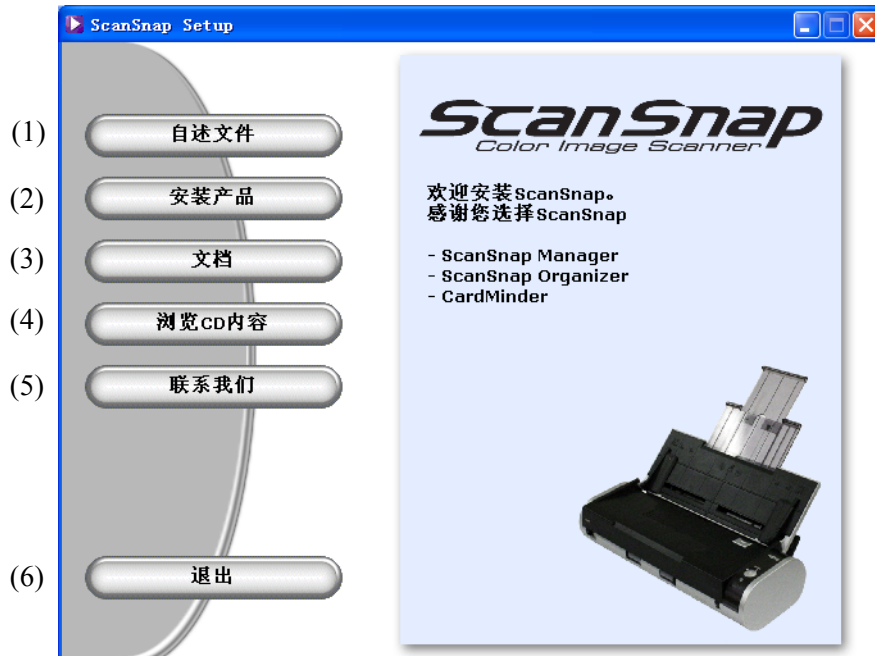 ScanSnap Setup
(1) 自述文件
(2) 安装产品
(3) 文档
(4) 浏览CD内容
(5) 联系我们
(6) 退出
ScanSnap
Color Image Scanner
欢迎安装ScanSnap。
感谢您选择ScanSnap
- ScanSnap Manager
- ScanSnap Organizer
- CardMinder